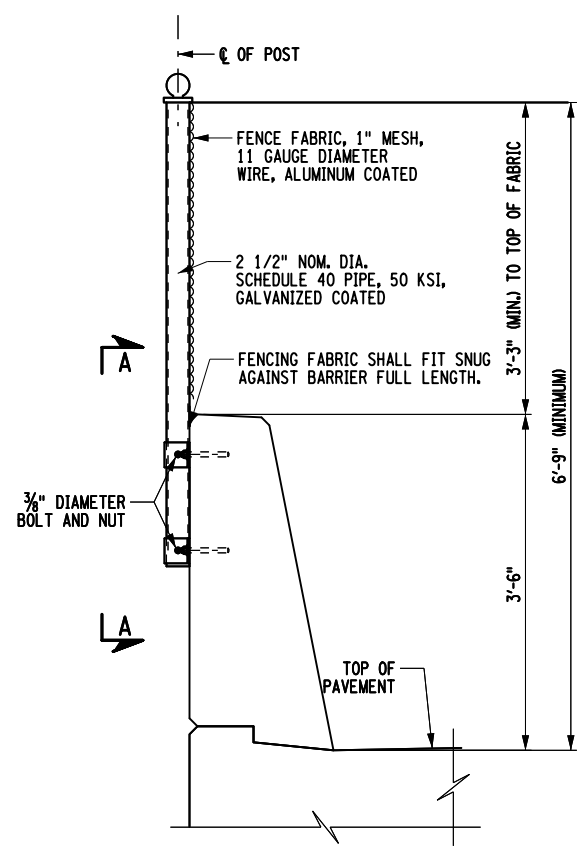 ℄ OF POST
FENCE FABRIC, 1" MESH,
11 GAUGE DIAMETER
WIRE, ALUMINUM COATED
2 1/2" NOM. DIA.
SCHEDULE 40 PIPE, 50 KSI,
GALVANIZED COATED
3'-3" (MIN.) TO TOP OF FABRIC
A
FENCING FABRIC SHALL FIT SNUG
AGAINST BARRIER FULL LENGTH.
6'-9" (MINIMUM)
⅜" DIAMETER
BOLT AND NUT
3'-6"
A
TOP OF
PAVEMENT